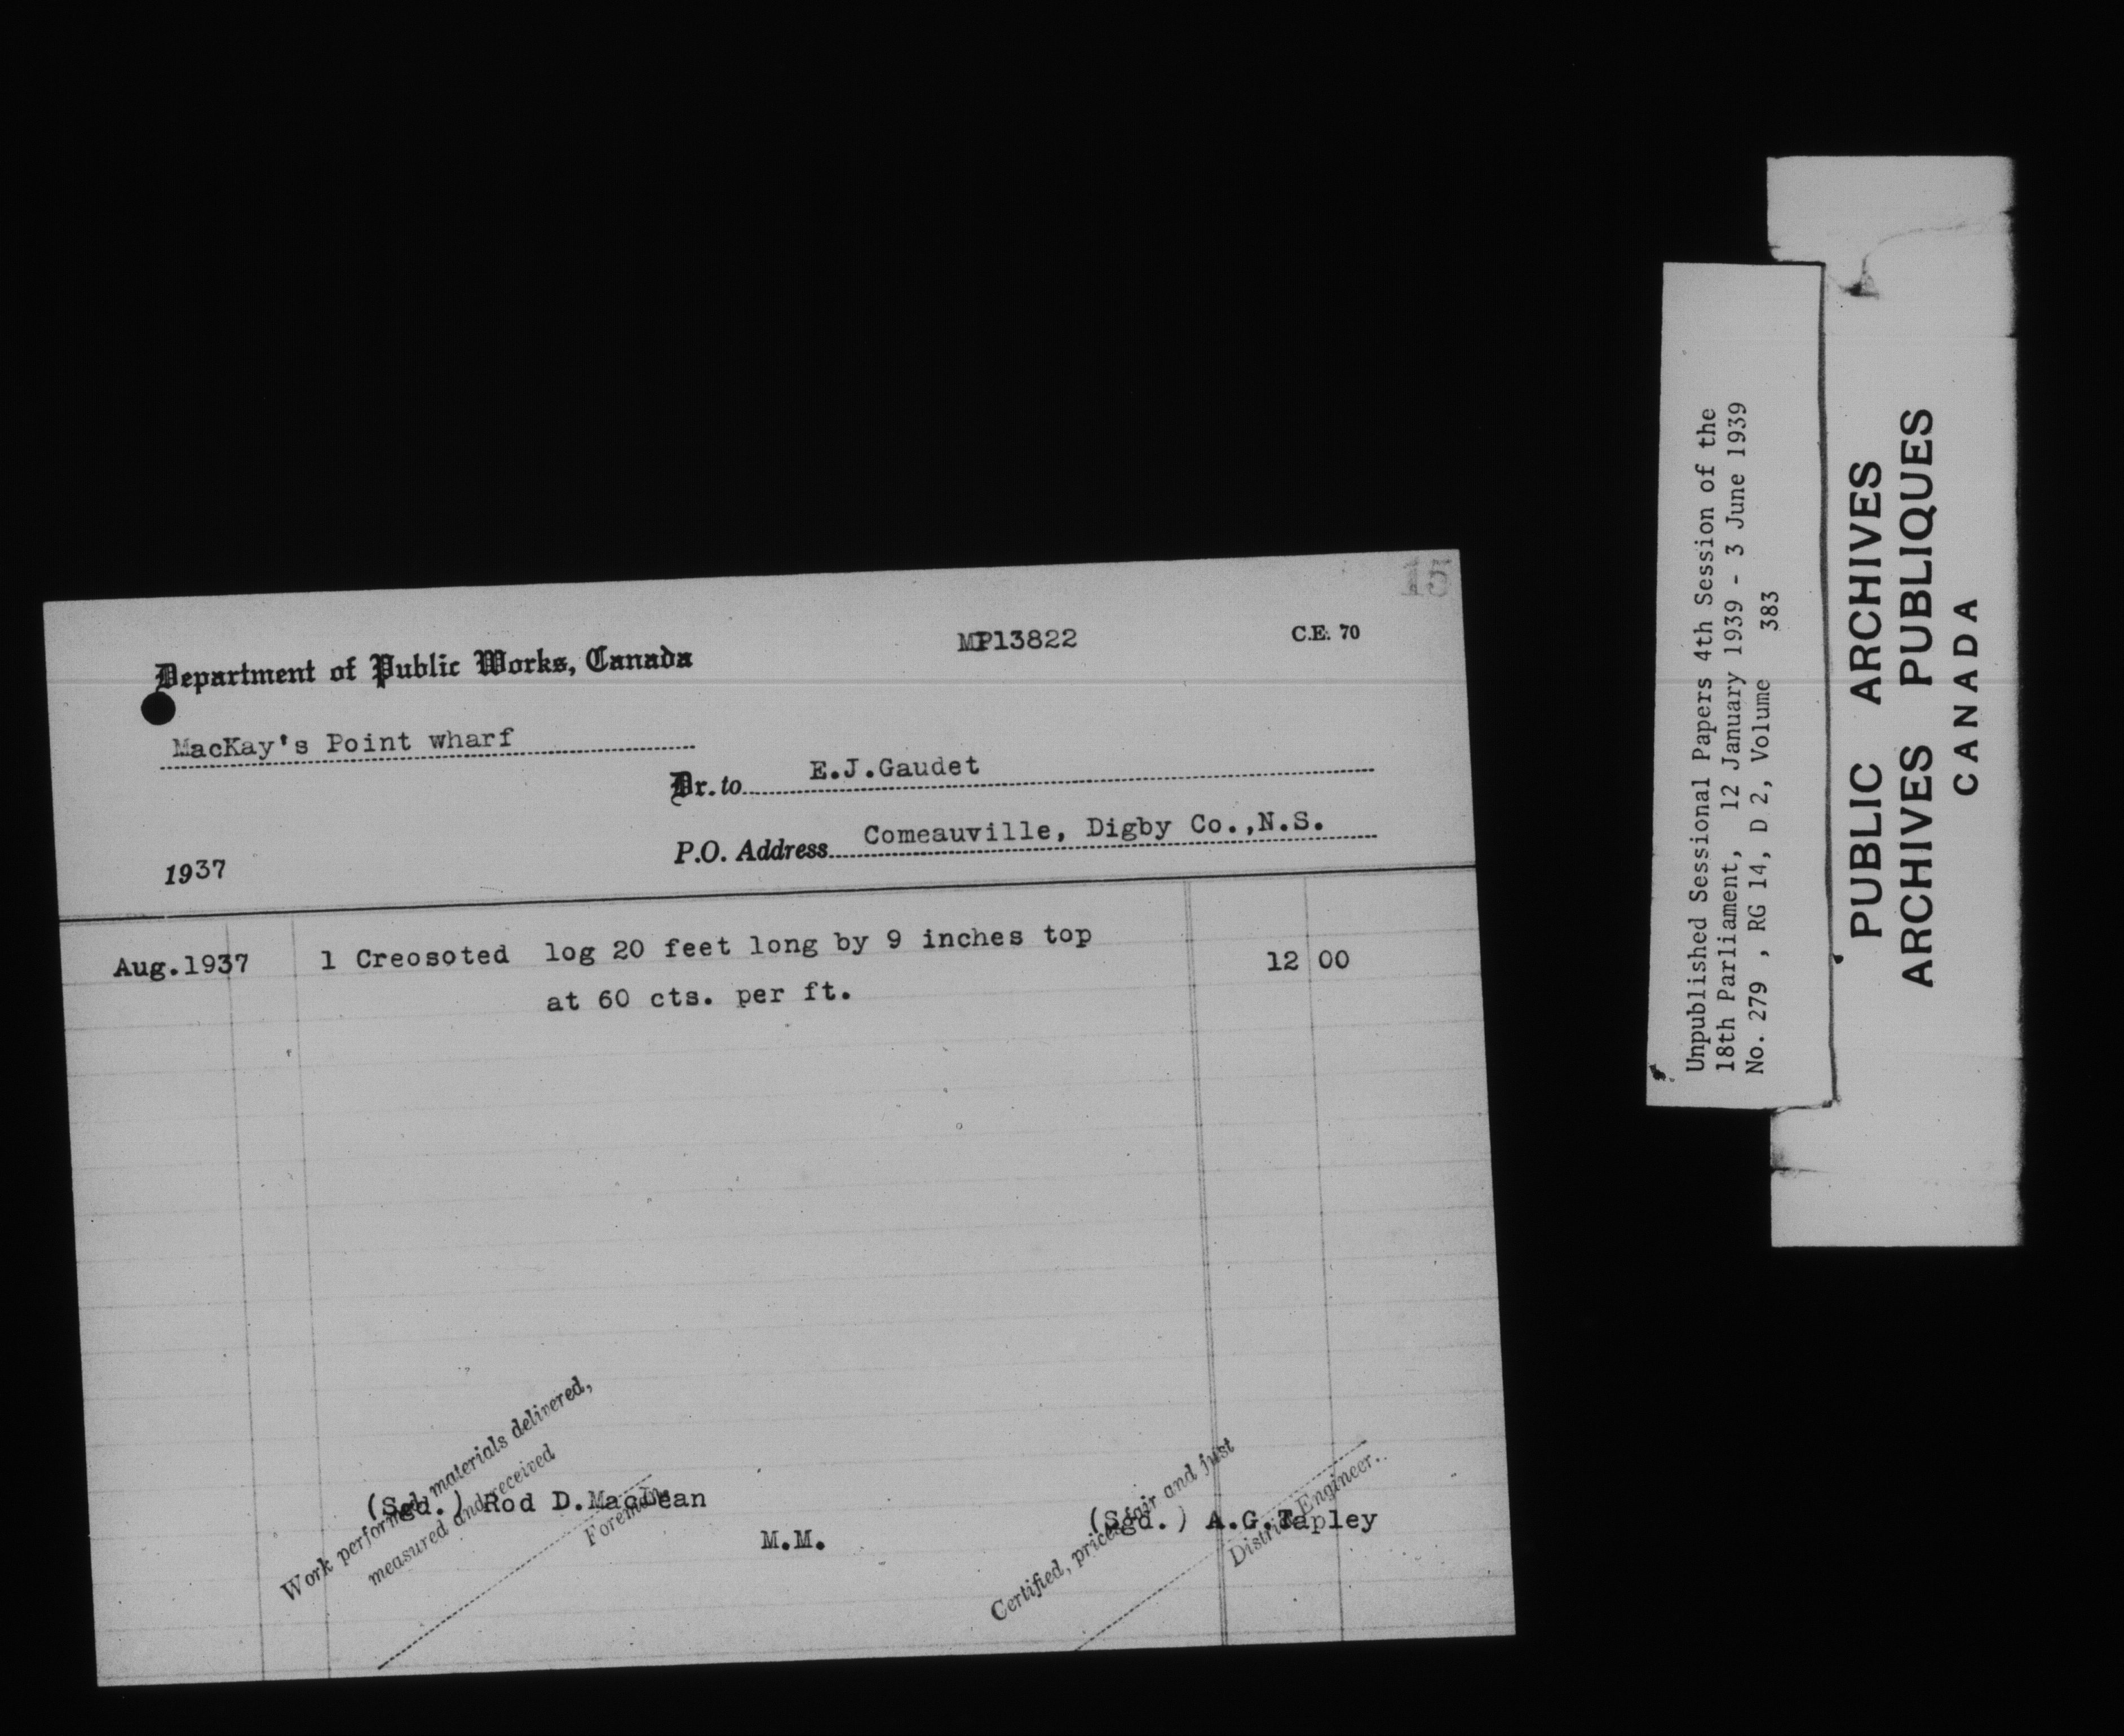 15
MP13822
C.E. 70
Department of Public Works, Canada
MacKay's Point wharf
Dr. to E.J.Gaudet
P.O. Address Comeauville, Digby Co.,N.S.
1937
Aug.1937 1 Creosoted log 20 feet long by 9 inches top 12 00
at 60 cts. per ft.
Work performed, materials delivered,
measured and received
(Sgd.) Rod D.MacLean
Foreman
M.M.
Certified, prices fair and just
(Sgd.) A.G.Tapley
District Engineer.
Unpublished Sessional Papers 4th Session of the
18th Parliament, 12 January 1939 - 3 June 1939
No. 279 , RG 14, D 2, Volume 383
PUBLIC ARCHIVES
ARCHIVES PUBLIQUES
CANADA